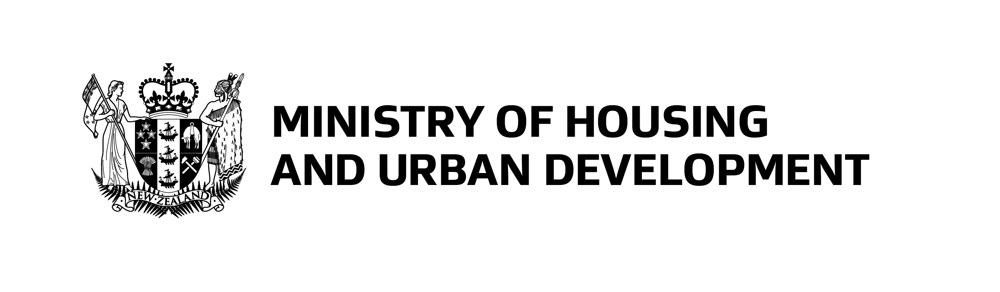 NEW·ZEALAND
MINISTRY OF HOUSING
AND URBAN DEVELOPMENT